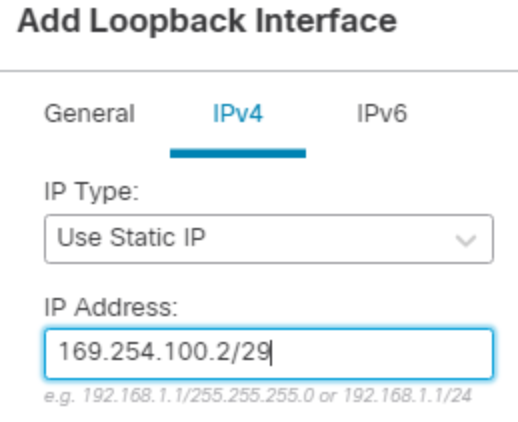 Add Loopback Interface
General IPv4 IPv6
IP Type:
Use Static IP
IP Address:
169.254.100.2/29
e.g. 192.168.1.1/255.255.255.0 or 192.168.1.1/24